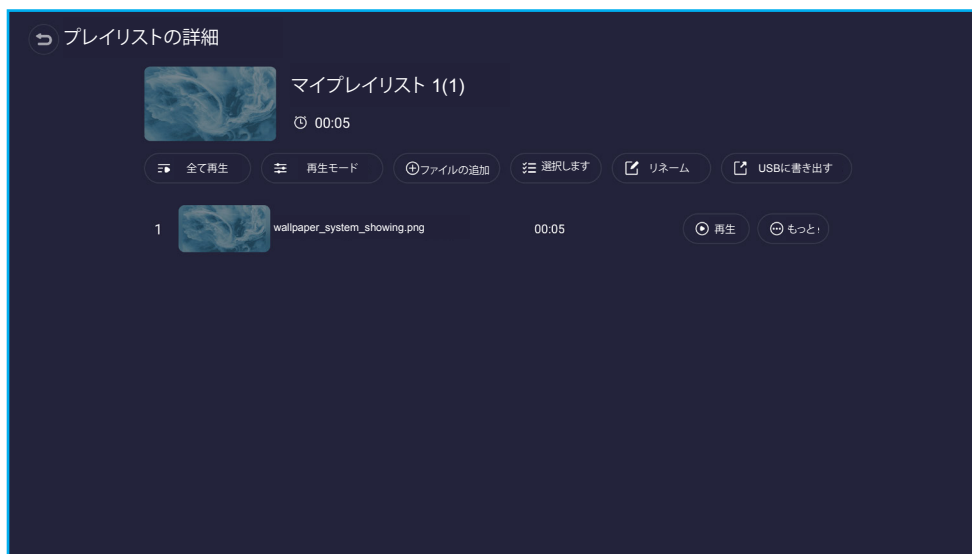 プレイリストの詳細
マイプレイリスト 1(1)
00:05
全て再生 再生モード ファイルの追加 選択します リネーム USBに書き出す
1 wallpaper_system_showing.png 00:05 再生 もっと